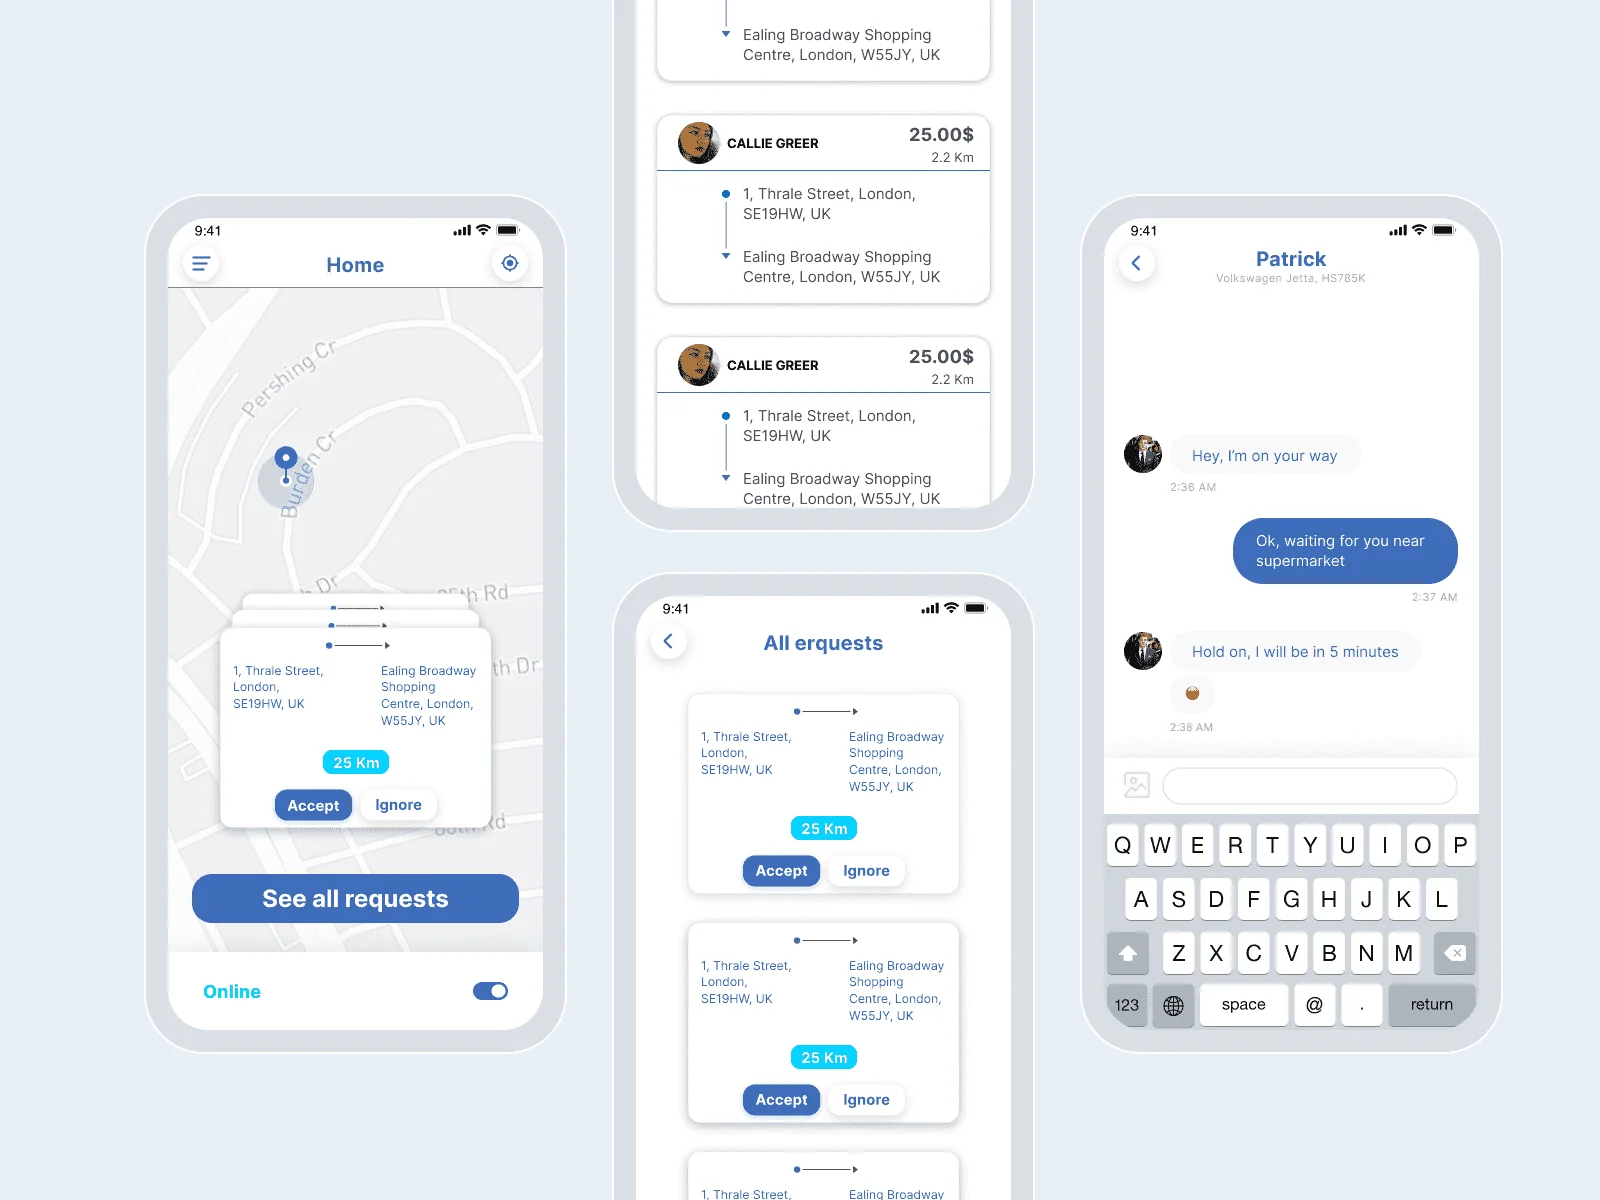 9:41
Home
Pershing Cr
Burden Cr
Dr
th Rd
th Dr
Rd
1, Thrale Street,
London,
SE19HW, UK
Ealing Broadway
Shopping
Centre, London,
W55JY, UK
25 Km
Accept
Ignore
See all requests
Online
Ealing Broadway Shopping
Centre, London, W55JY, UK
CALLIE GREER
25.00$
2.2 Km
1, Thrale Street, London,
SE19HW, UK
Ealing Broadway Shopping
Centre, London, W55JY, UK
CALLIE GREER
25.00$
2.2 Km
1, Thrale Street, London,
SE19HW, UK
Ealing Broadway Shopping
Centre, London, W55JY, UK
9:41
All erquests
1, Thrale Street,
London,
SE19HW, UK
Ealing Broadway
Shopping
Centre, London,
W55JY, UK
25 Km
Accept
Ignore
1, Thrale Street,
London,
SE19HW, UK
Ealing Broadway
Shopping
Centre, London,
W55JY, UK
25 Km
Accept
Ignore
1, Thrale Street,
Ealing Broadway
9:41
Patrick
Volkswagen Jetta, HS785K
Hey, I'm on your way
2:36 AM
Ok, waiting for you near
supermarket
2:37 AM
Hold on, I will be in 5 minutes
2:38 AM
Q W E R T Y U I O P
A S D F G H J K L
Z X C V B N M
123 space @ . return